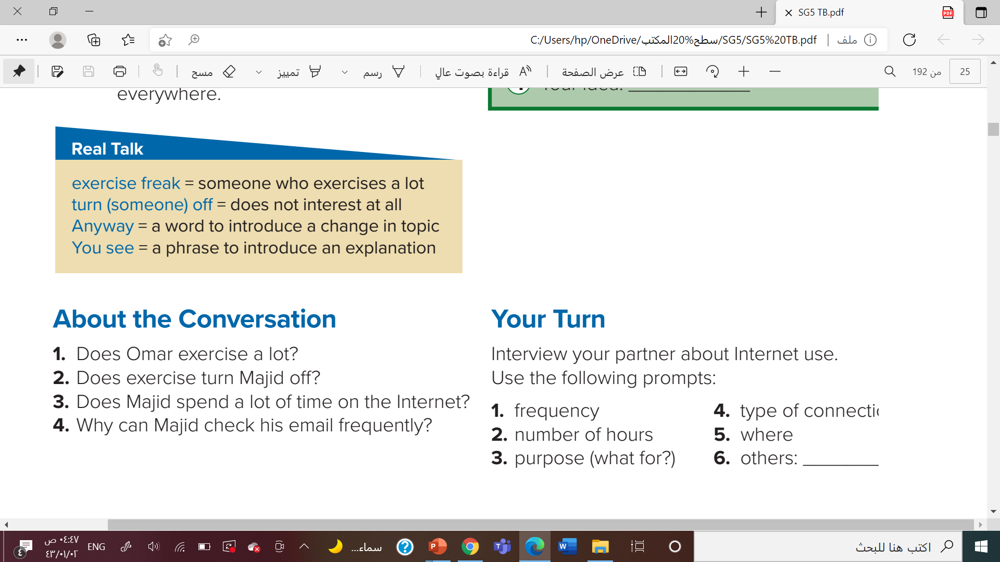 SG5 TB.pdf
C:/Users/hp/OneDrive/سطح%20المكتب/SG5/SG5%20TB.pdf
ملف
مسح
تمييز
رسم
قراءة بصوت عالٍ
عرض الصفحة
من 192
25
everywhere.
Real Talk
exercise freak = someone who exercises a lot
turn (someone) off = does not interest at all
Anyway = a word to introduce a change in topic
You see = a phrase to introduce an explanation
About the Conversation
1. Does Omar exercise a lot?
2. Does exercise turn Majid off?
3. Does Majid spend a lot of time on the Internet?
4. Why can Majid check his email frequently?
Your Turn
Interview your partner about Internet use.
Use the following prompts:
1. frequency
2. number of hours
3. purpose (what for?)
4. type of
5. where
6. others:
٠٤:٤٧ ص
٤٣/٠١/٠٢
ENG
سماء...
اكتب هنا للبحث